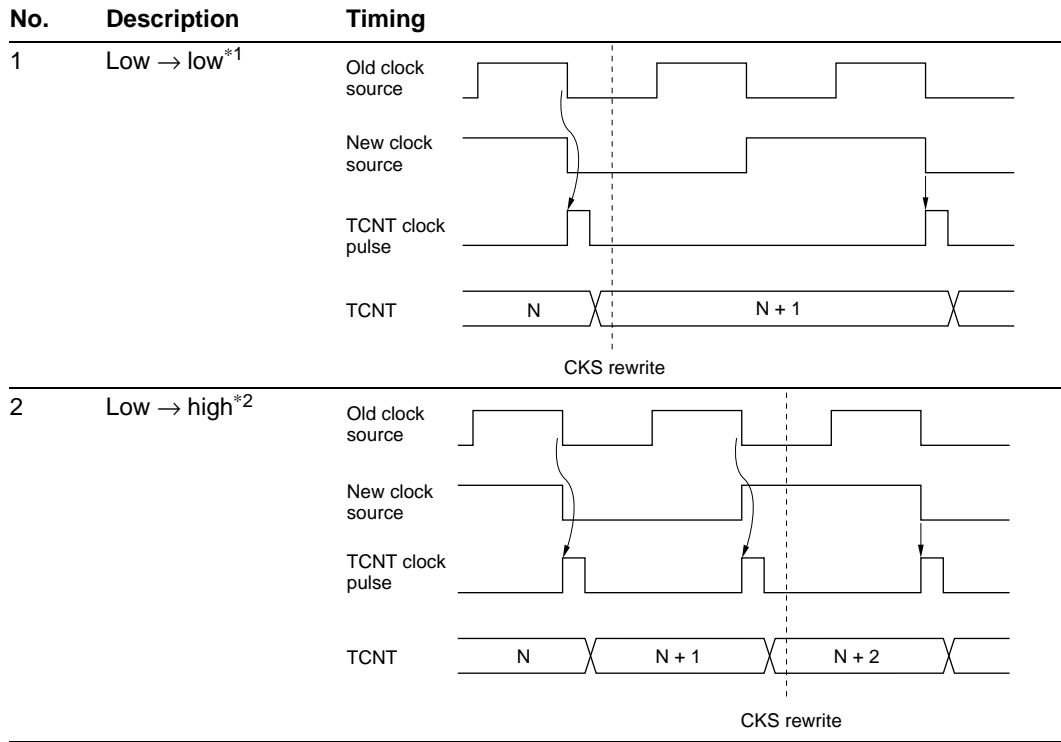 No. Description Timing
1 Low → low*1
Old clock
source
New clock
source
TCNT clock
pulse
TCNT N N + 1
CKS rewrite
2 Low → high*2
Old clock
source
New clock
source
TCNT clock
pulse
TCNT N N + 1 N + 2
CKS rewrite